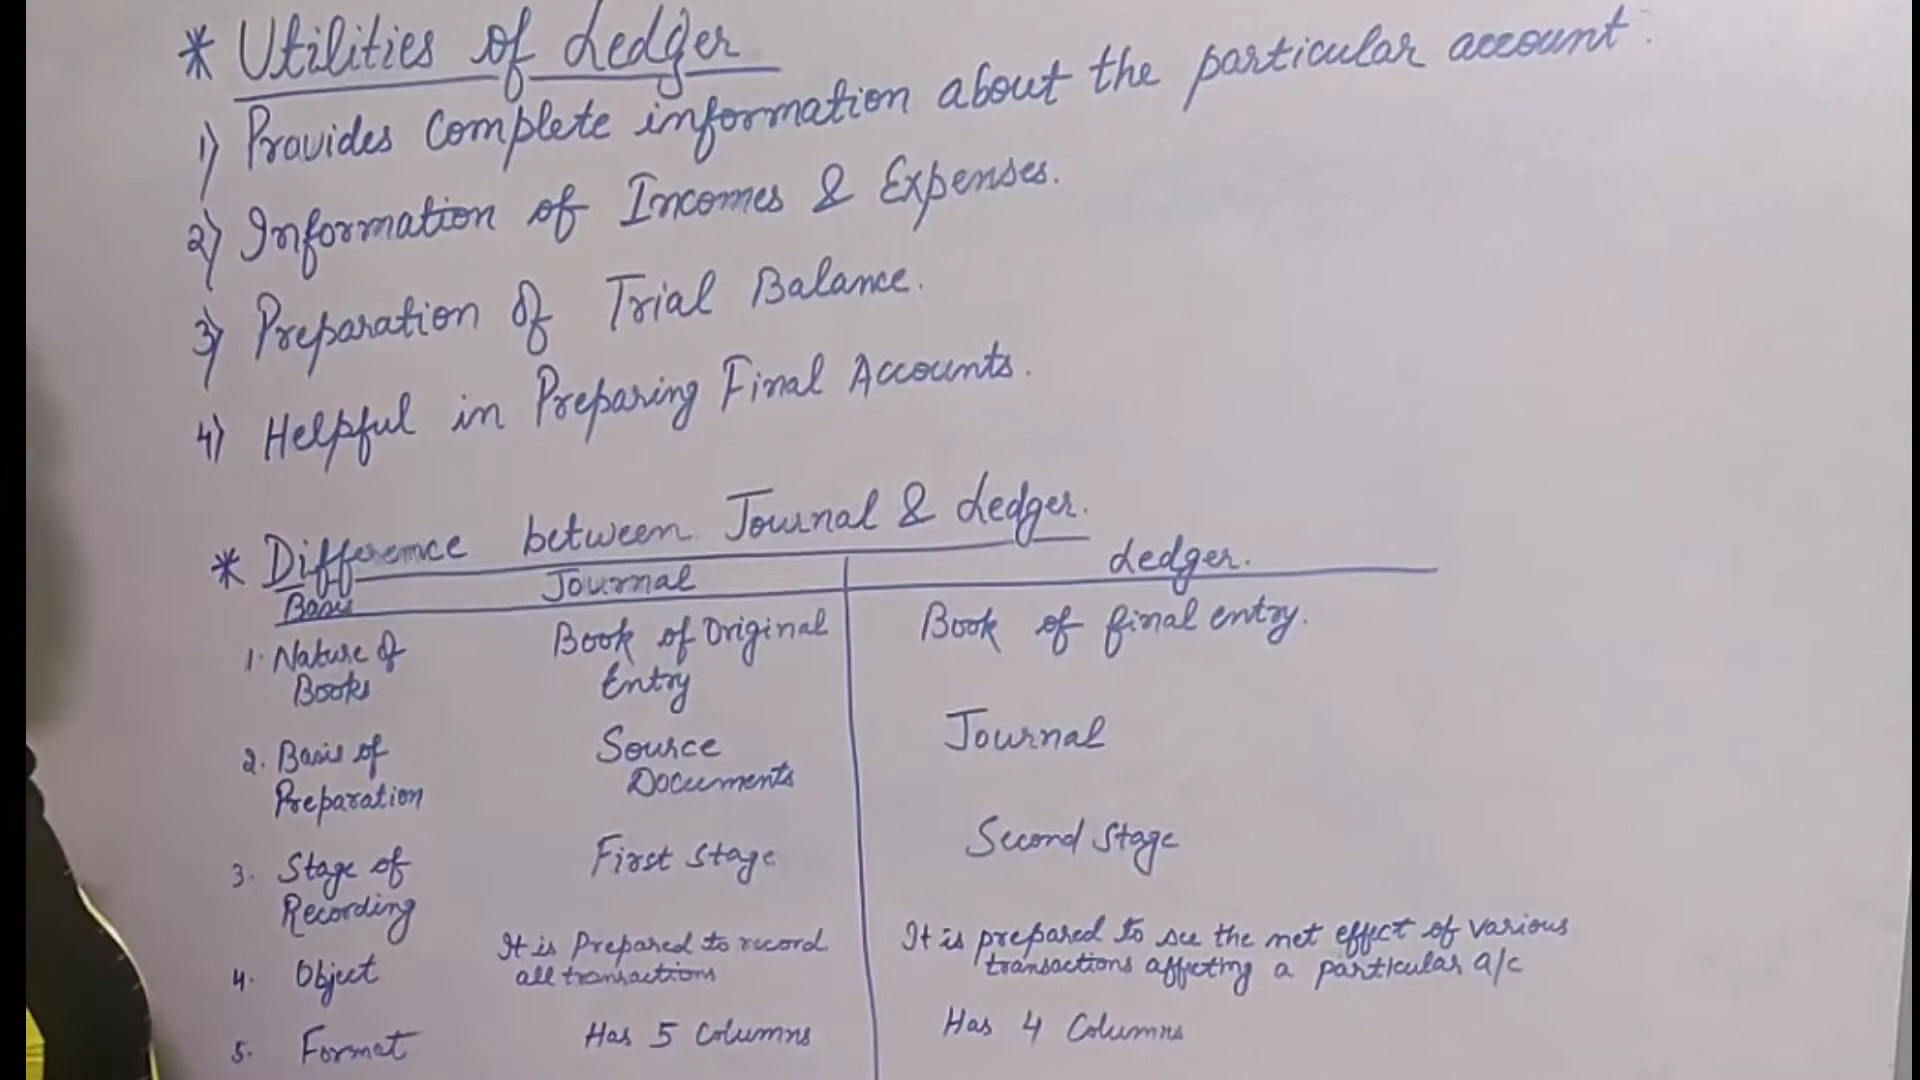 * Utilities of Ledger
1) Provides Complete information about the particular account.
2) Information of Incomes & Expenses.
3) Preparation of Trial Balance.
4) Helpful in Preparing Final Accounts.
* Difference between Journal & Ledger.
Basis Journal Ledger.
1. Nature of Books Book of Original Entry Book of final entry.
2. Basis of Preparation Source Documents Journal
3. Stage of Recording First Stage Second Stage
4. Object It is Prepared to record all transactions It is prepared to see the net effect of various transactions affecting a particular a/c
5. Format Has 5 Columns Has 4 Columns